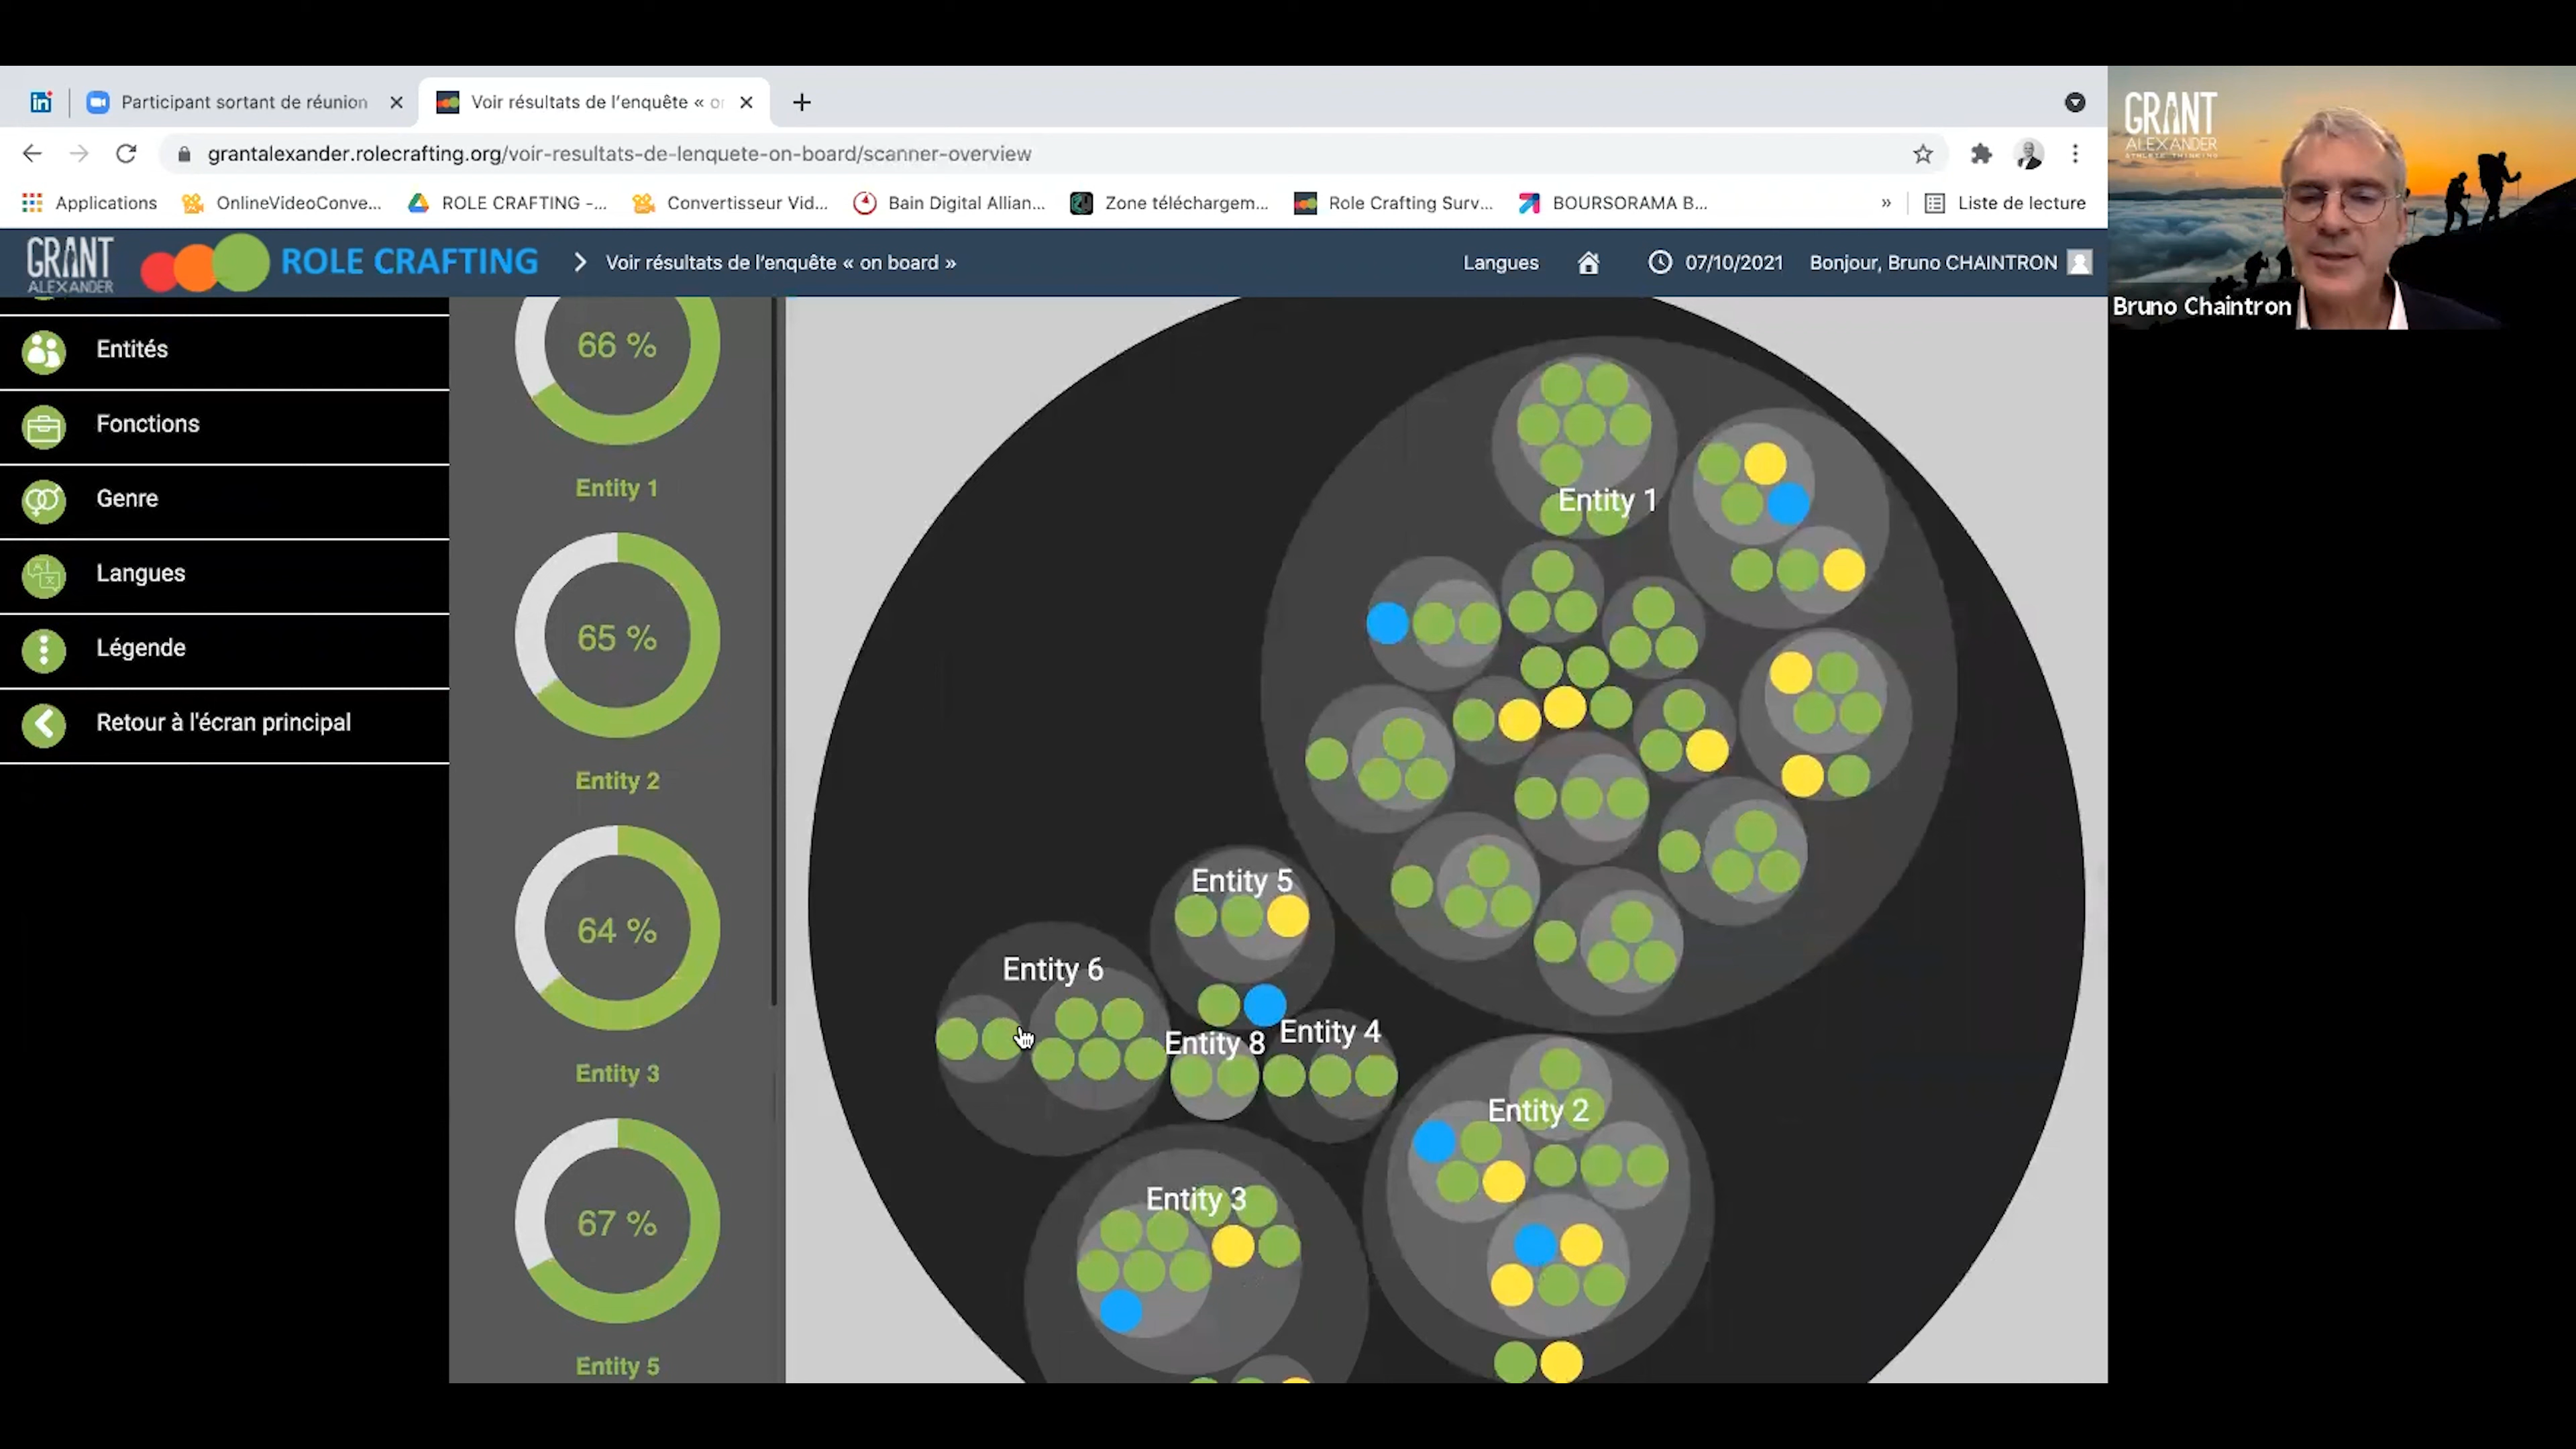 Participant sortant de réunion
Voir résultats de l'enquête « o
grantalexander.rolecrafting.org/voir-resultats-de-lenquete-on-board/scanner-overview
Applications
OnlineVideoConve...
ROLE CRAFTING -...
Convertisseur Vid...
Bain Digital Allian...
Zone téléchargem...
Role Crafting Surv...
BOURSORAMA B...
»
Liste de lecture
GRANT
ALEXANDER
ROLE CRAFTING
Voir résultats de l'enquête « on board »
Langues
07/10/2021
Bonjour, Bruno CHAINTRON
Entités
Fonctions
Genre
Langues
Légende
Retour à l'écran principal
66 %
Entity 1
65 %
Entity 2
64 %
Entity 3
67 %
Entity 5
Entity 1
Entity 5
Entity 6
Entity 8
Entity 4
Entity 2
Entity 3
GRANT
ALEXANDER
Bruno Chaintron
in